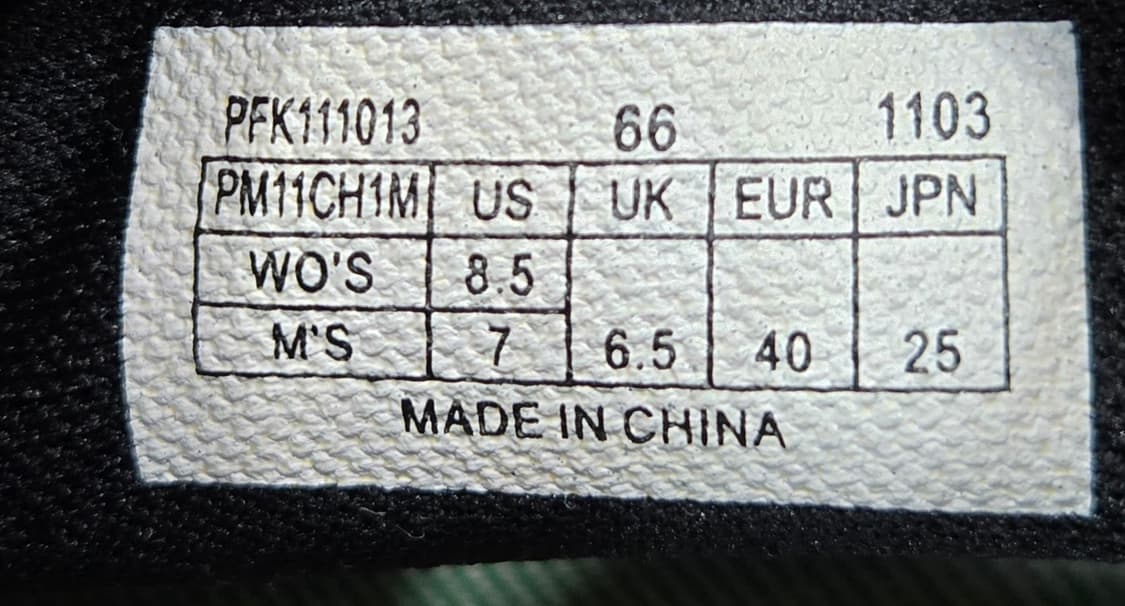 PFK111013 66 1103
PM11CH1M US UK EUR JPN
WO'S 8.5
M'S 7 6.5 40 25
MADE IN CHINA